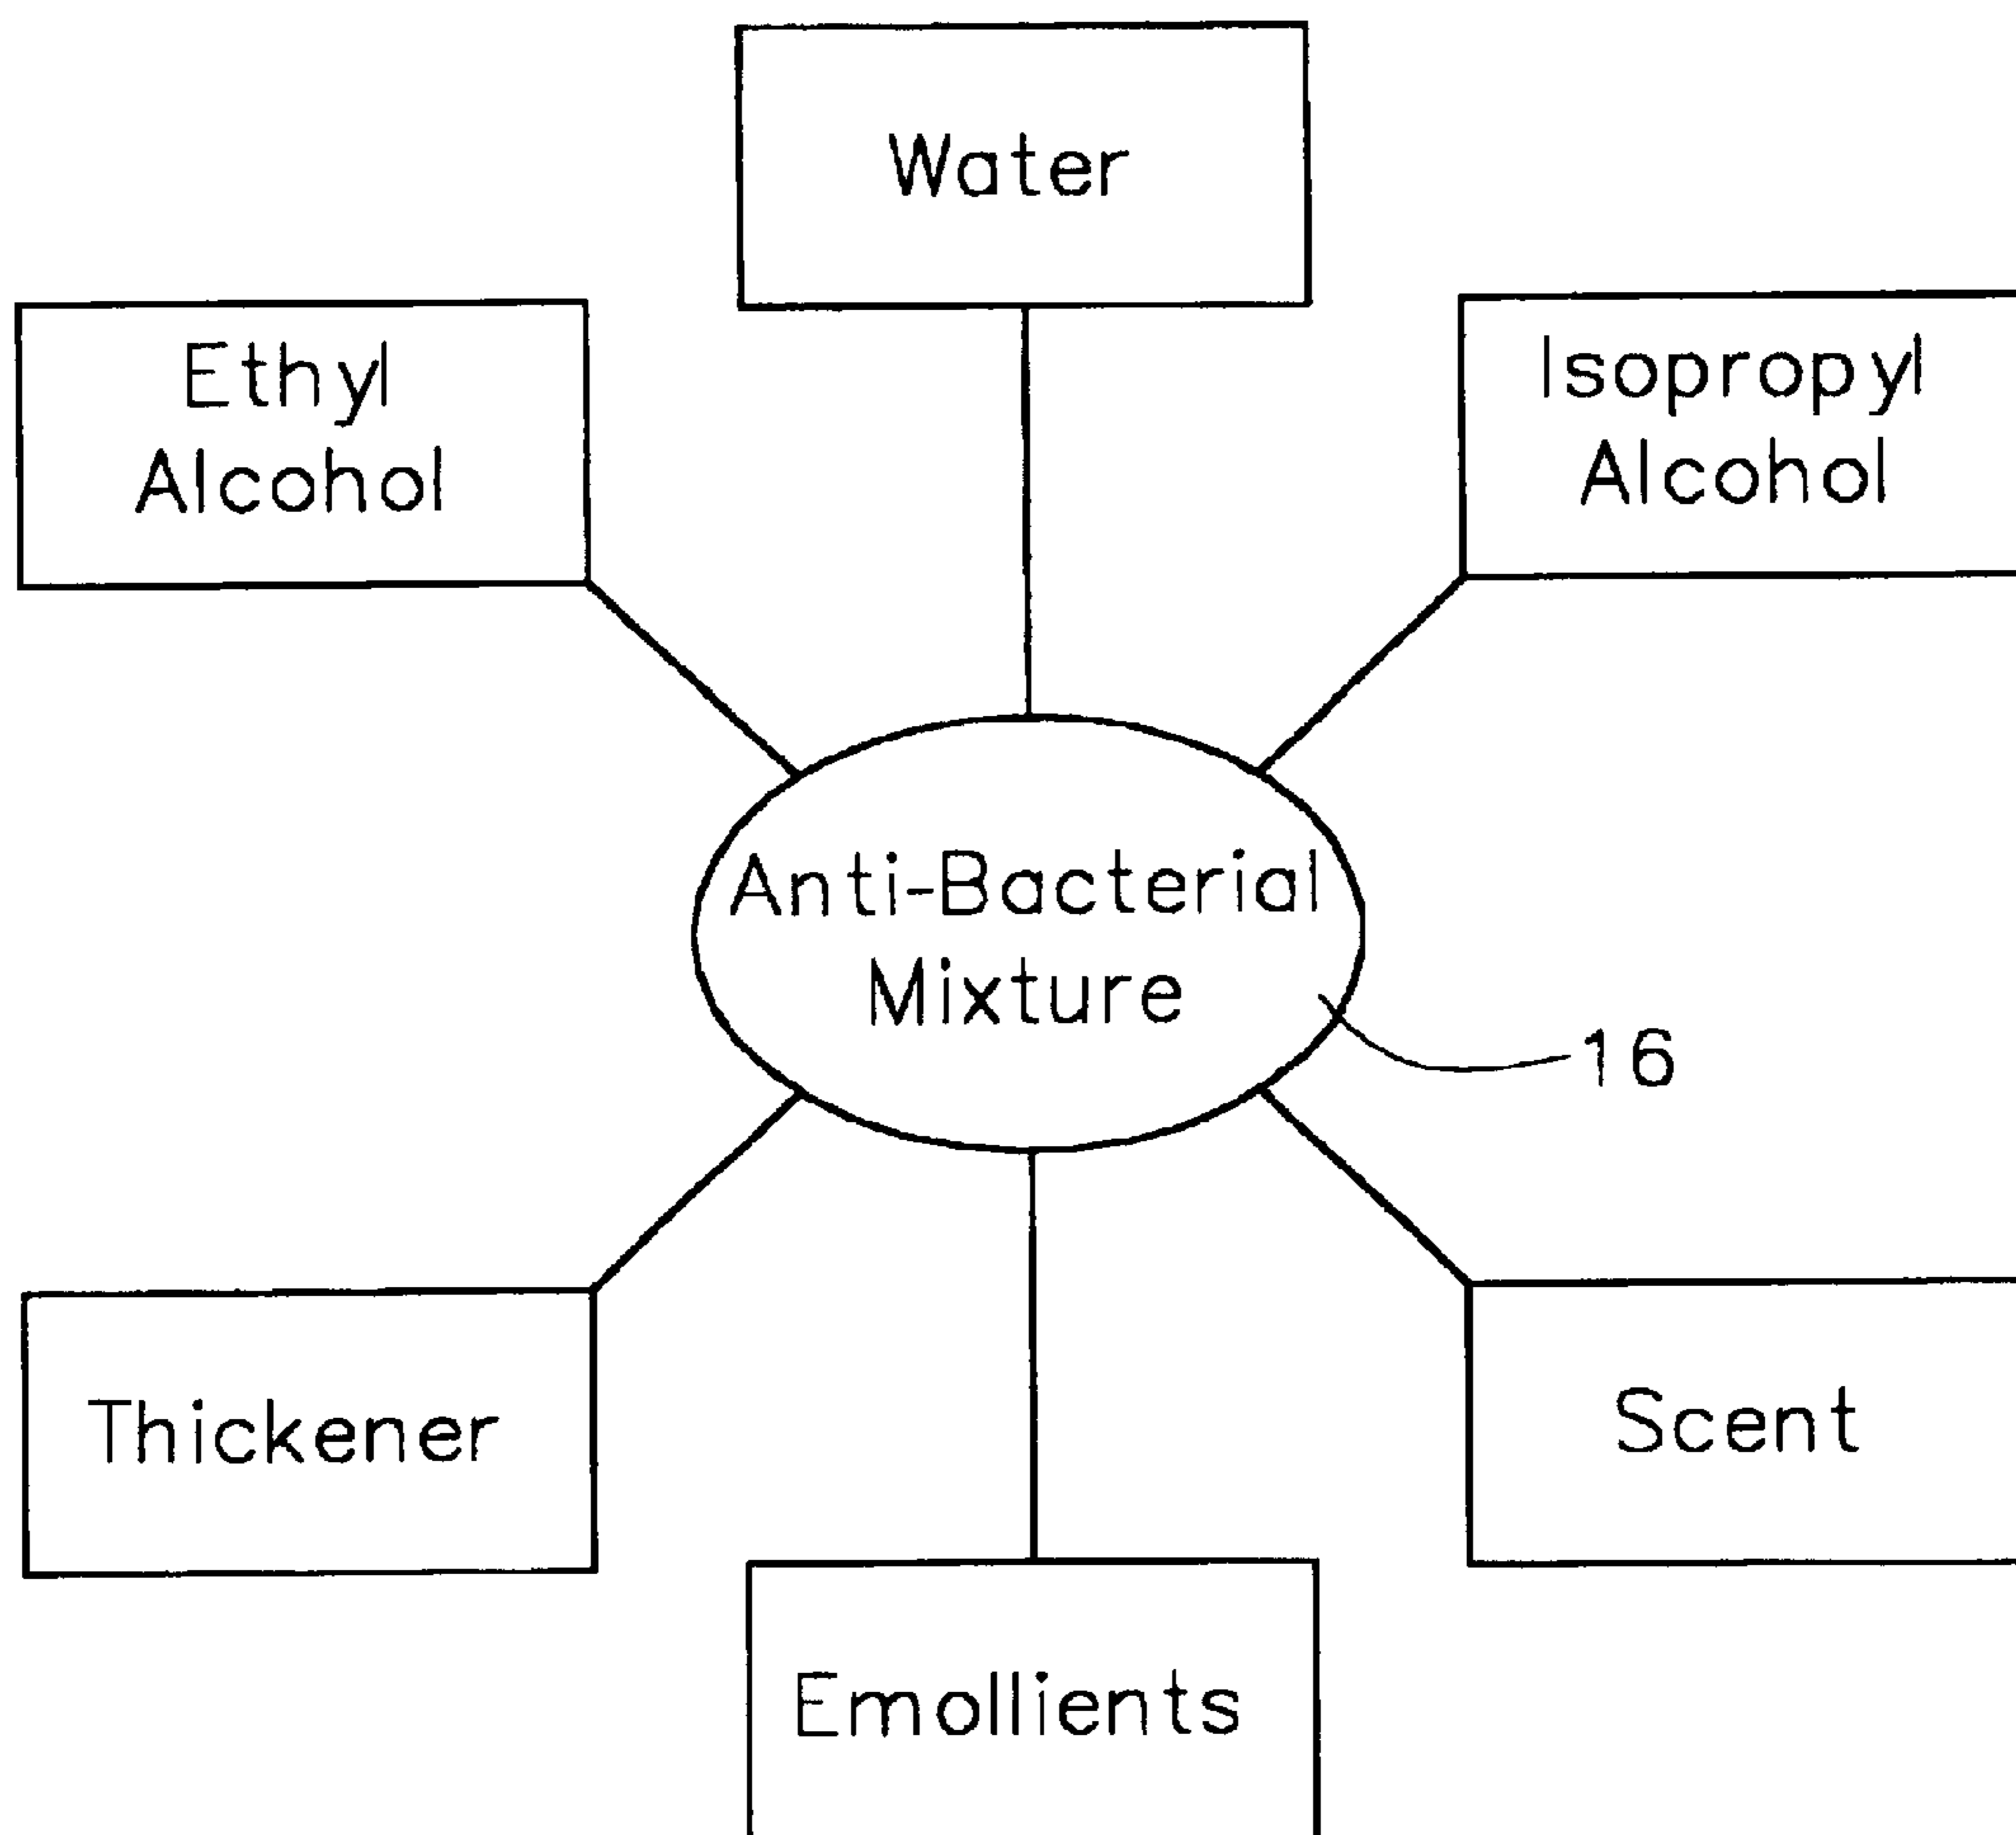 Water
Ethyl
Alcohol
Isopropyl
Alcohol
Anti-Bacterial
Mixture
16
Thickener
Scent
Emollients